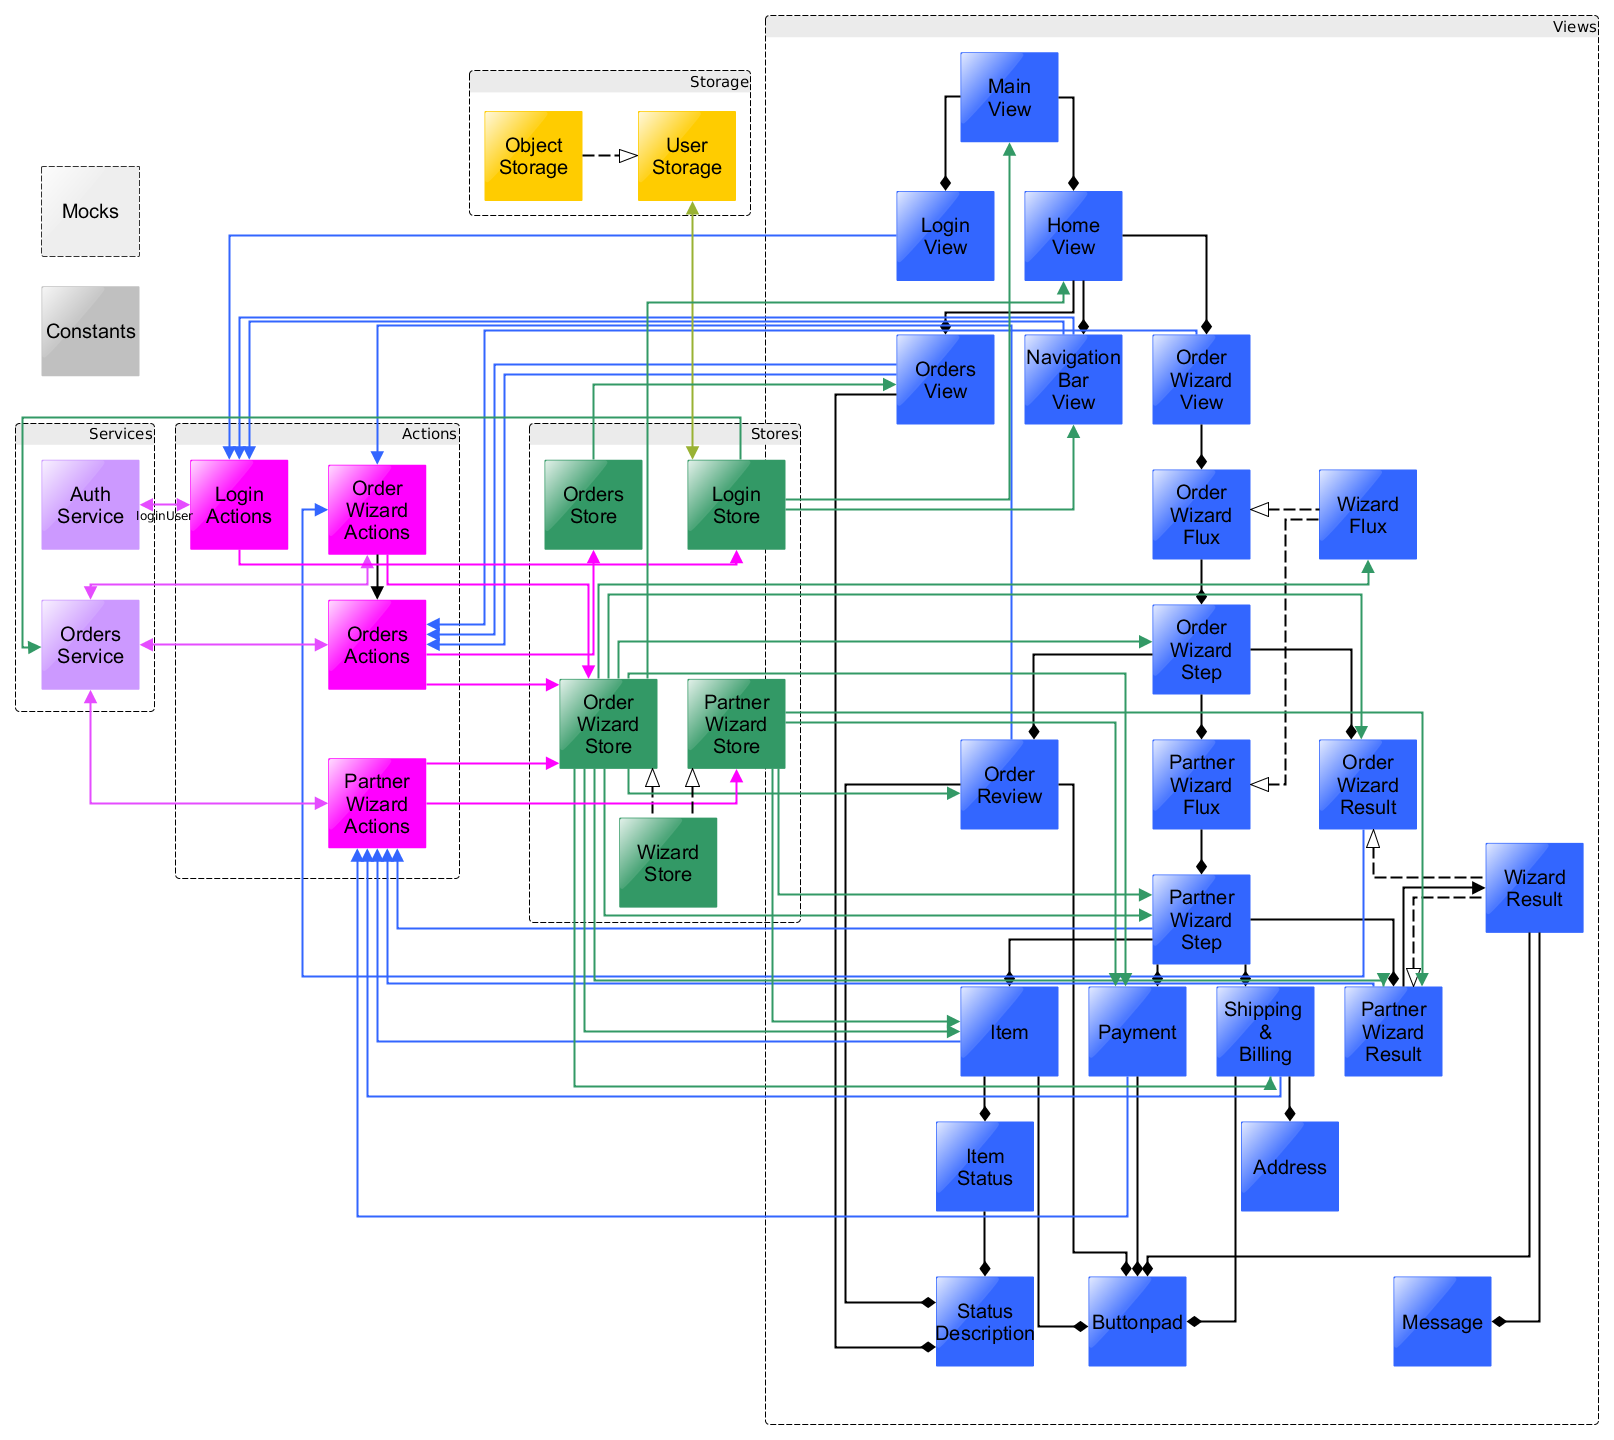 Views
Main
View
Storage
Object
Storage
User
Storage
Mocks
Login
View
Home
View
Constants
Orders
View
Navigation
Bar
View
Order
Wizard
View
Services
Actions
Stores
Auth
Service
loginUser
Login
Actions
Order
Wizard
Actions
Orders
Store
Login
Store
Order
Wizard
Flux
Wizard
Flux
Orders
Service
Orders
Actions
Order
Wizard
Step
Order
Wizard
Store
Partner
Wizard
Store
Order
Review
Partner
Wizard
Flux
Order
Wizard
Result
Partner
Wizard
Actions
Wizard
Store
Partner
Wizard
Step
Wizard
Result
Item
Payment
Shipping
&
Billing
Partner
Wizard
Result
Item
Status
Address
Status
Description
Buttonpad
Message